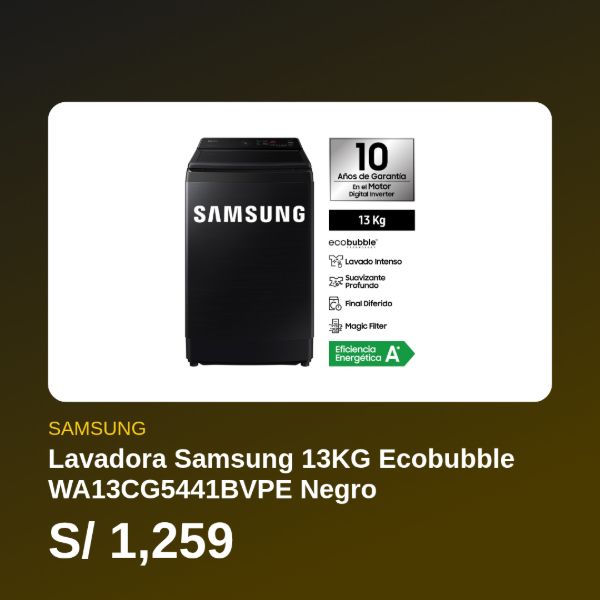 SAMSUNG
10
Años de Garantía
En el Motor
Digital Inverter
13 Kg
ecobubble
Lavado Intenso
Suavizante
Profundo
Final Diferido
Magic Filter
Eficiencia
Energética A*
SAMSUNG
Lavadora Samsung 13KG Ecobubble
WA13CG5441BVPE Negro
S/ 1,259